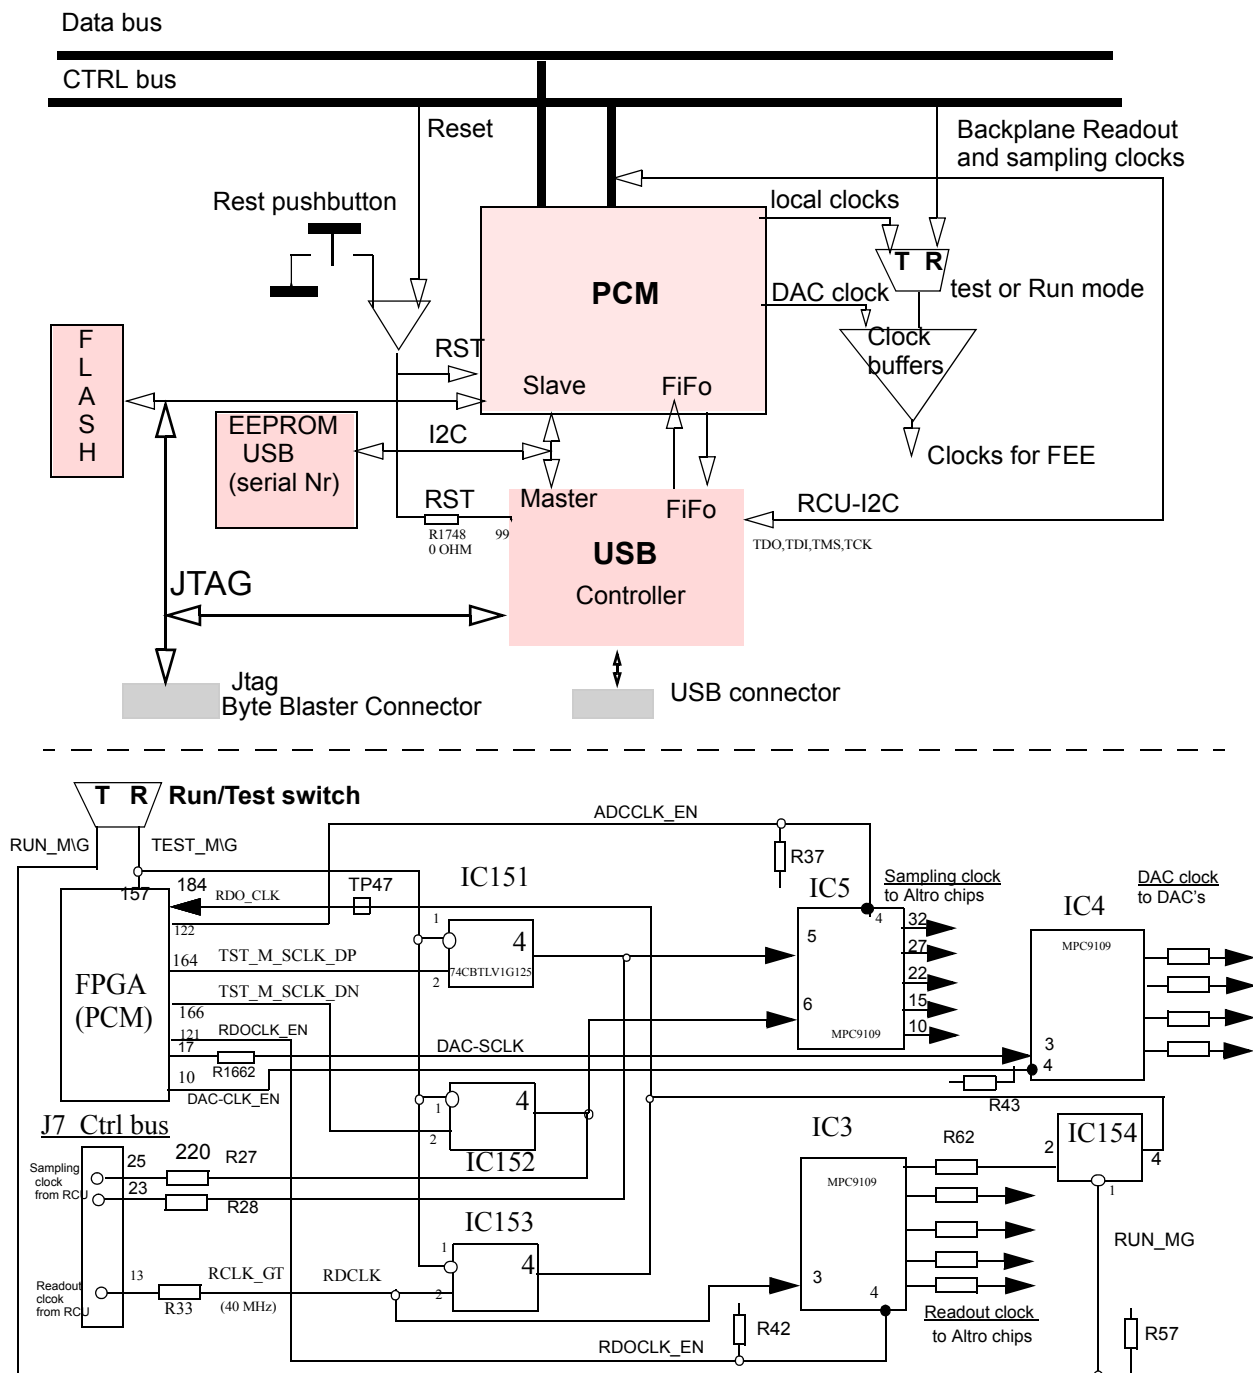 Data bus
CTRL bus
Reset
Backplane Readout
and sampling clocks
Rest pushbutton
local clocks
T R
PCM
DAC clock
test or Run mode
Clock
buffers
F
L
A
S
H
RST
Slave
FiFo
EEPROM
USB
(serial Nr)
I2C
Clocks for FEE
RST
Master
FiFo
RCU-I2C
R1748
0 OHM
99
USB
TDO,TDI,TMS,TCK
JTAG
Controller
Jtag
Byte Blaster Connector
USB connector
T R
Run/Test switch
RUN_M\G
TEST_M\G
ADCCLK_EN
R37
IC151
157
184
RDO_CLK
TP47
IC5
Sampling clock
to Altro chips
IC4
DAC clock
to DAC's
122
1
4
74CBTLV1G125
2
5
4
32
27
22
15
10
6
MPC9109
MPC9109
3
4
FPGA
(PCM)
164
TST_M_SCLK_DP
TST_M_SCLK_DN
166
RDOCLK_EN
121
17
R1662
DAC-SCLK
10
DAC-CLK_EN
R43
J7 Ctrl bus
1
4
2
IC152
IC3
R62
2
IC154
4
1
Sampling
clock
from RCU
25
220
R27
23
R28
MPC9109
IC153
1
4
2
RUN_MG
Readout
clcok
from RCU
13
R33
RCLK_GT
(40 MHz)
RDCLK
3
4
Readout clock
to Altro chips
R42
RDOCLK_EN
R57